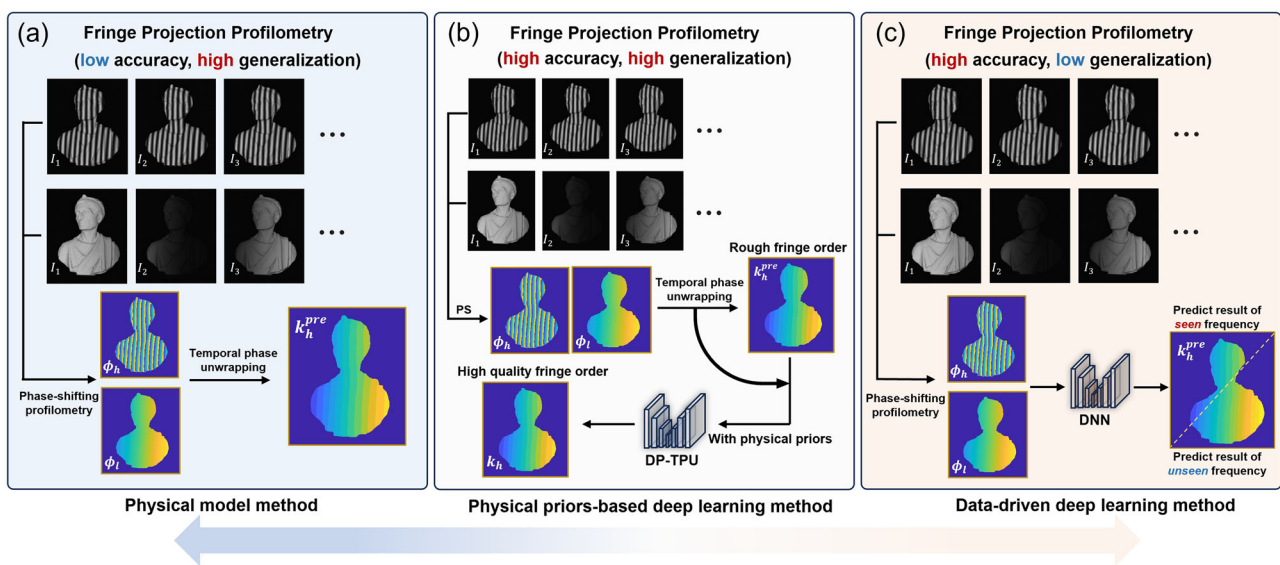 (a)
Fringe Projection Profilometry
(low accuracy, high generalization)
I₁
I₂
I₃
...
I₁
I₂
I₃
...
ϕₕ
Phase-shifting
profilometry
ϕₗ
Temporal phase
unwrapping
kₕᵖʳᵉ
Physical model method
(b)
Fringe Projection Profilometry
(high accuracy, high generalization)
I₁
I₂
I₃
...
I₁
I₂
I₃
...
PS
ϕₕ
ϕₗ
Temporal phase
unwrapping
Rough fringe order
kₕᵖʳᵉ
With physical priors
DP-TPU
High quality fringe order
kₕ
Physical priors-based deep learning method
(c)
Fringe Projection Profilometry
(high accuracy, low generalization)
I₁
I₂
I₃
...
I₁
I₂
I₃
...
ϕₕ
Phase-shifting
profilometry
ϕₗ
DNN
Predict result of
seen frequency
kₕᵖʳᵉ
Predict result of
unseen frequency
Data-driven deep learning method